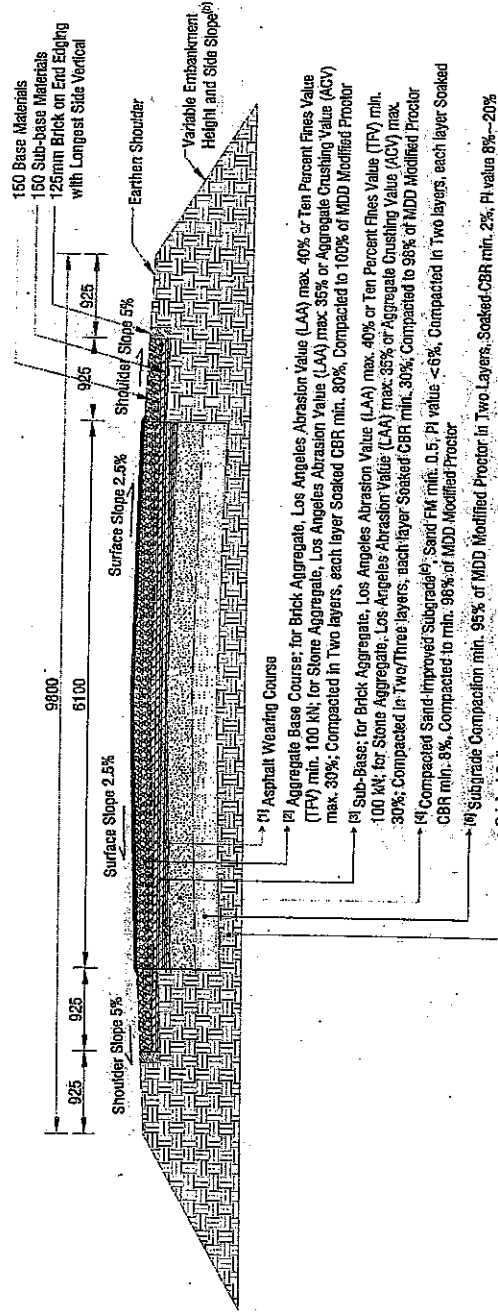 9800
925
925
6100
925
925
Shoulder Slope 5%
Surface Slope 2.5%
Surface Slope 2.5%
Shoulder Slope 5%
150 Base Materials
150 Sub-base Materials
125mm Brick on End Edging
with Longest Side Vertical
Earthen Shoulder
Variable Embankment
Height and Side Slope(b)
[1] Asphalt Wearing Course
[2] Aggregate Base Course; for Brick Aggregate, Los Angeles Abrasion Value (LAA) max. 40% or Ten Percent Fines Value
(TFV) min. 100 kN; for Stone Aggregate, Los Angeles Abrasion Value (LAA) max. 35% or Aggregate Crushing Value (ACV)
max. 30%; Compacted in Two layers, each layer Soaked CBR min. 80%, Compacted to 100% of MDD Modified Proctor
[3] Sub-Base; for Brick Aggregate, Los Angeles Abrasion Value (LAA) max. 40% or Ten Percent Fines Value (TFV) min.
100 kN; for Stone Aggregate, Los Angeles Abrasion Value (LAA) max. 35% or Aggregate Crushing Value (ACV) max.
30%; Compacted in Two/Three layers, each layer Soaked CBR min. 30%, Compacted to 98% of MDD Modified Proctor
[4] Compacted Sand-Improved Subgrade(c), Sand FM min. 0.5, PI value <6%, Compacted in Two layers, each layer Soaked
CBR min. 8%, Compacted to min. 98% of MDD Modified Proctor
Subgrade Compaction min. 95% of MDD Modified Proctor in Two Layers, Soaked CBR min. 2%, PI value 8%~20%